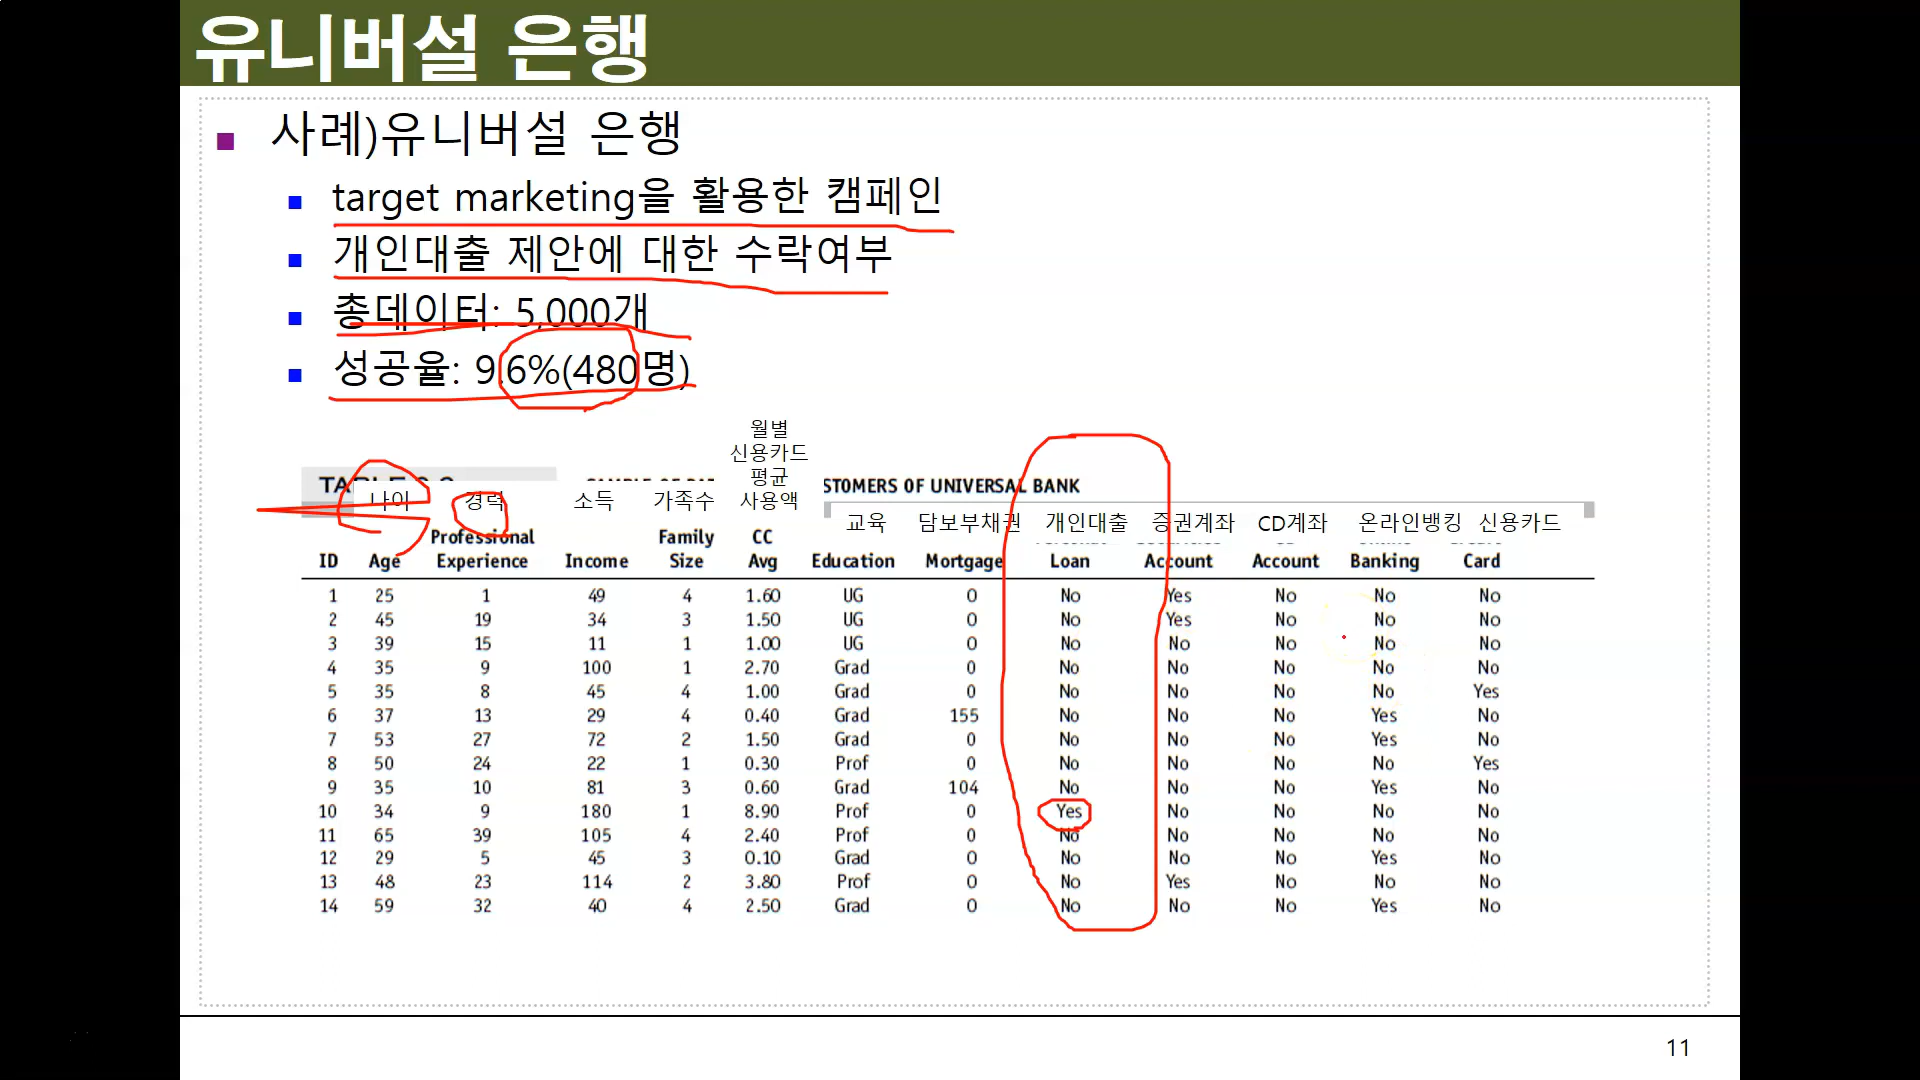 유니버설 은행
사례)유니버설 은행
target marketing을 활용한 캠페인
개인대출 제안에 대한 수락여부
총데이터: 5,000개
성공율: 9.6%(480명)
월별
신용카드
평균
사용액
STOMERS OF UNIVERSAL BANK
나이 경력 소득 가족수
교육 담보부채권 개인대출 증권계좌 CD계좌 온라인뱅킹 신용카드
Professional Family CC
ID Age Experience Income Size Avg Education Mortgage Loan Account Account Banking Card
1 25 1 49 4 1.60 UG 0 No Yes No No No
2 45 19 34 3 1.50 UG 0 No Yes No No No
3 39 15 11 1 1.00 UG 0 No No No No No
4 35 9 100 1 2.70 Grad 0 No No No No No
5 35 8 45 4 1.00 Grad 0 No No No No Yes
6 37 13 29 4 0.40 Grad 155 No No No Yes No
7 53 27 72 2 1.50 Grad 0 No No No Yes No
8 50 24 22 1 0.30 Prof 0 No No No No Yes
9 35 10 81 3 0.60 Grad 104 No No No Yes No
10 34 9 180 1 8.90 Prof 0 Yes No No No No
11 65 39 105 4 2.40 Prof 0 No No No No No
12 29 5 45 3 0.10 Grad 0 No No No Yes No
13 48 23 114 2 3.80 Prof 0 No Yes No No No
14 59 32 40 4 2.50 Grad 0 No No No Yes No
11